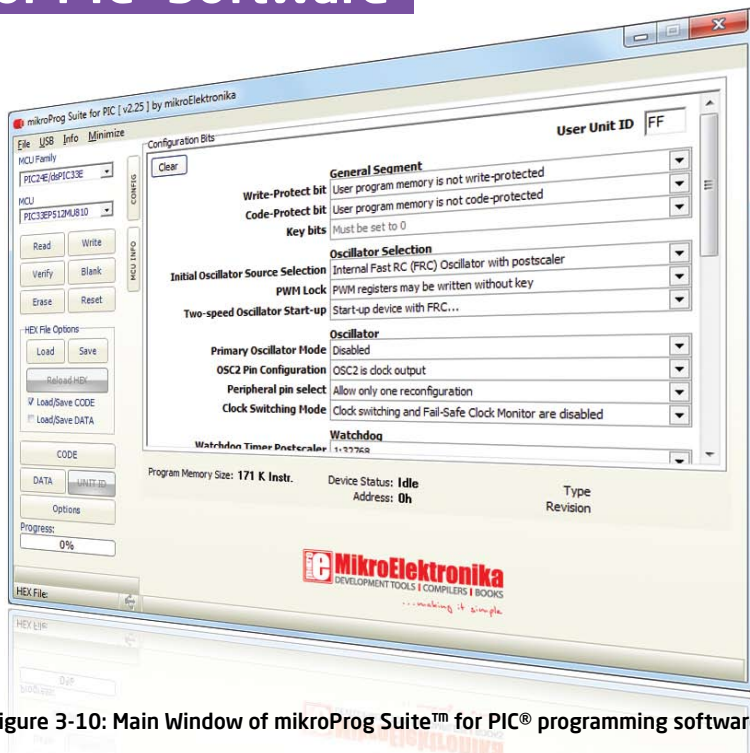 or PIC® Software
mikroProg Suite for PIC [ v2.25 ] by mikroElektronika
File USB Info Minimize
MCU Family
PIC24E/dsPIC33E
MCU
PIC33EP512MU810
Read Write
Verify Blank
Erase Reset
HEX File Options
Load Save
Reload HEX
Load/Save CODE
Load/Save DATA
CODE
DATA UNIT ID
Options
Progress:
0%
HEX File:
CONFIG
MCU INFO
Configuration Bits
Clear
User Unit ID FF
General Segment
Write-Protect bit User program memory is not write-protected
Code-Protect bit User program memory is not code-protected
Key bits Must be set to 0
Oscillator Selection
Initial Oscillator Source Selection Internal Fast RC (FRC) Oscillator with postscaler
PWM Lock PWM registers may be written without key
Two-speed Oscillator Start-up Start-up device with FRC...
Oscillator
Primary Oscillator Mode Disabled
OSC2 Pin Configuration OSC2 is clock output
Peripheral pin select Allow only one reconfiguration
Clock Switching Mode Clock switching and Fail-Safe Clock Monitor are disabled
Watchdog
Watchdog Timer Postscaler 1:32768
Program Memory Size: 171 K Instr.
Device Status: Idle
Address: 0h
Type
Revision
MikroElektronika
DEVELOPMENT TOOLS I COMPILERS I BOOKS
...making it simple
igure 3-10: Main Window of mikroProg Suite™ for PIC® programming softwar